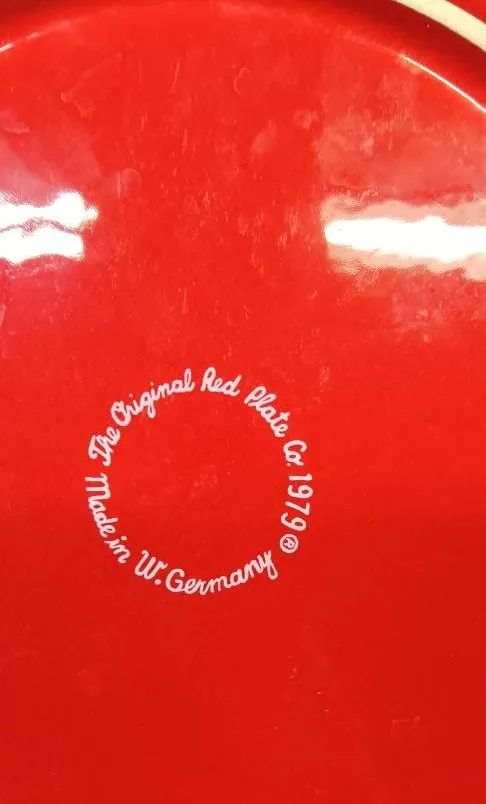 The Original Red Plate Co. 1979 ®
Made in W. Germany